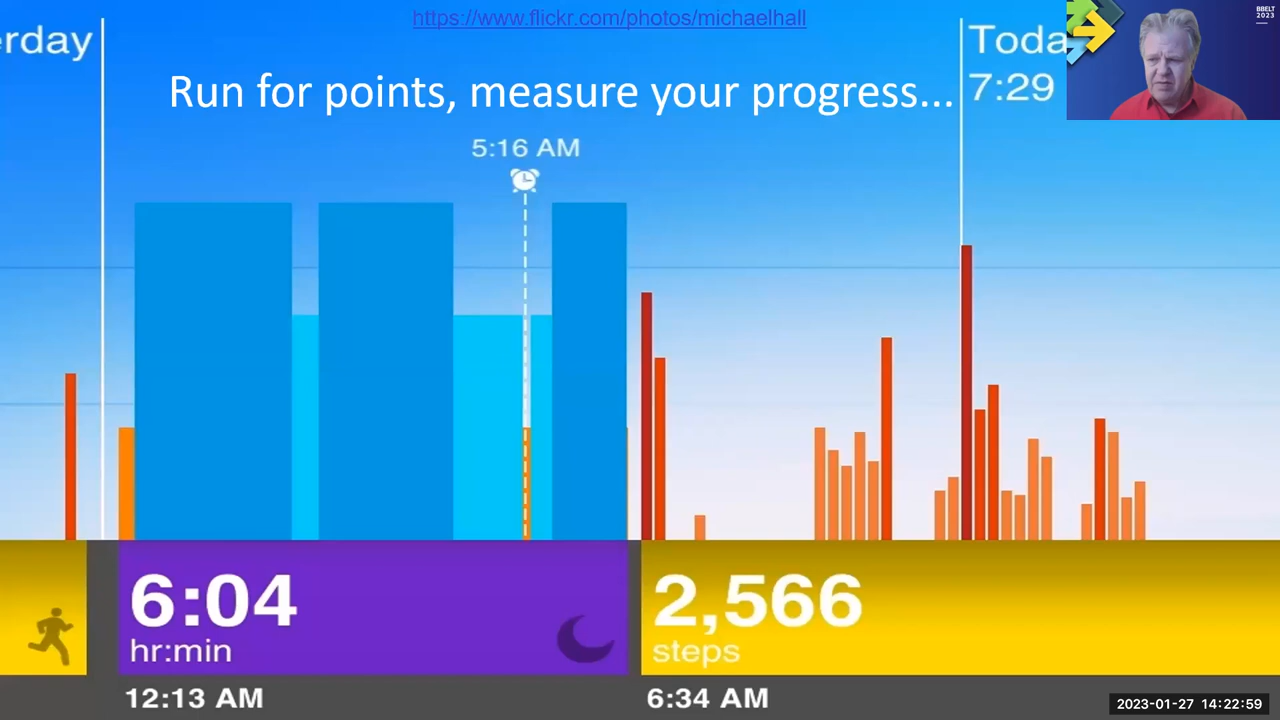 https://www.flickr.com/photos/michaelhall
erday
Toda
BBELT
2023
Run for points, measure your progress...
7:29
5:16 AM
6:04
hr:min
2,566
steps
12:13 AM
6:34 AM
2023-01-27 14:22:59